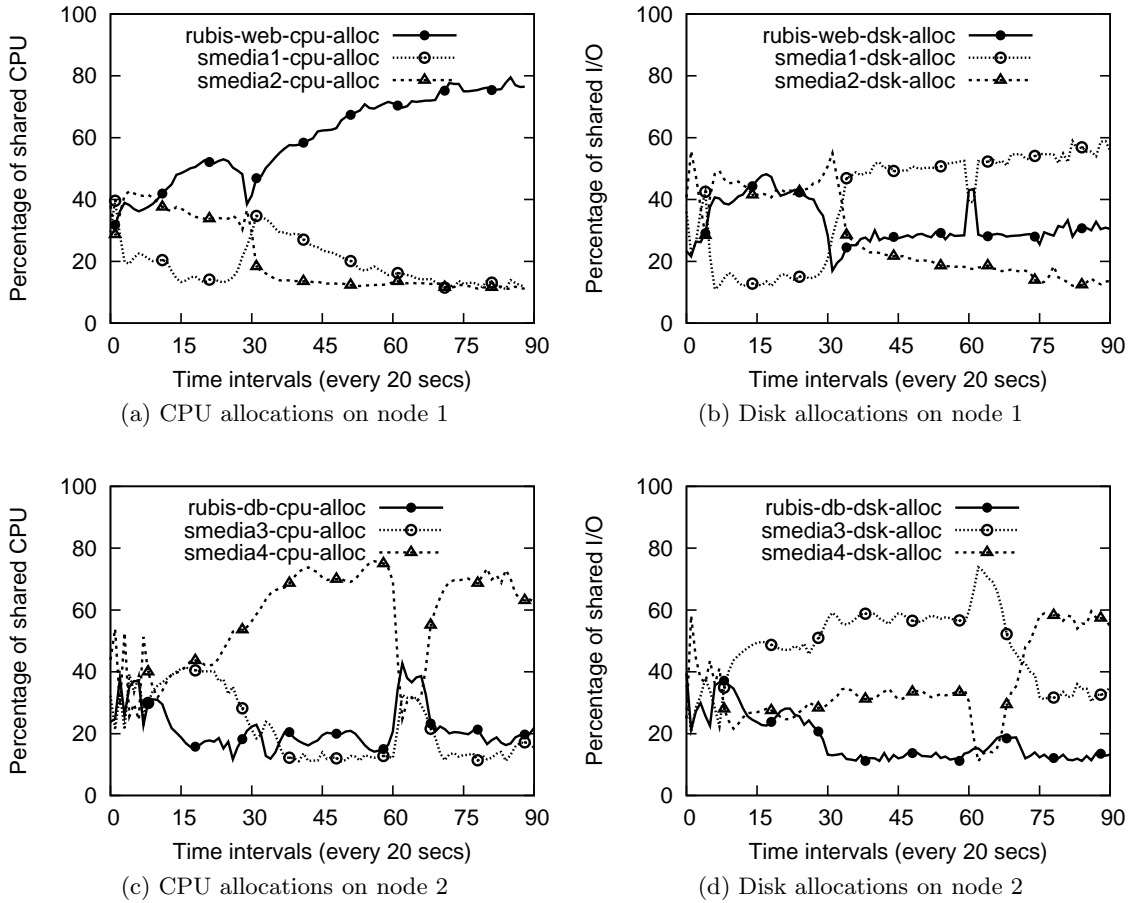 Percentage of shared CPU
100
80
60
40
20
0
rubis-web-cpu-alloc
smedia1-cpu-alloc
smedia2-cpu-alloc
0 15 30 45 60 75 90
Time intervals (every 20 secs)
(a) CPU allocations on node 1
Percentage of shared I/O
100
80
60
40
20
0
rubis-web-dsk-alloc
smedia1-dsk-alloc
smedia2-dsk-alloc
0 15 30 45 60 75 90
Time intervals (every 20 secs)
(b) Disk allocations on node 1
Percentage of shared CPU
100
80
60
40
20
0
rubis-db-cpu-alloc
smedia3-cpu-alloc
smedia4-cpu-alloc
0 15 30 45 60 75 90
Time intervals (every 20 secs)
(c) CPU allocations on node 2
Percentage of shared I/O
100
80
60
40
20
0
rubis-db-dsk-alloc
smedia3-dsk-alloc
smedia4-dsk-alloc
0 15 30 45 60 75 90
Time intervals (every 20 secs)
(d) Disk allocations on node 2